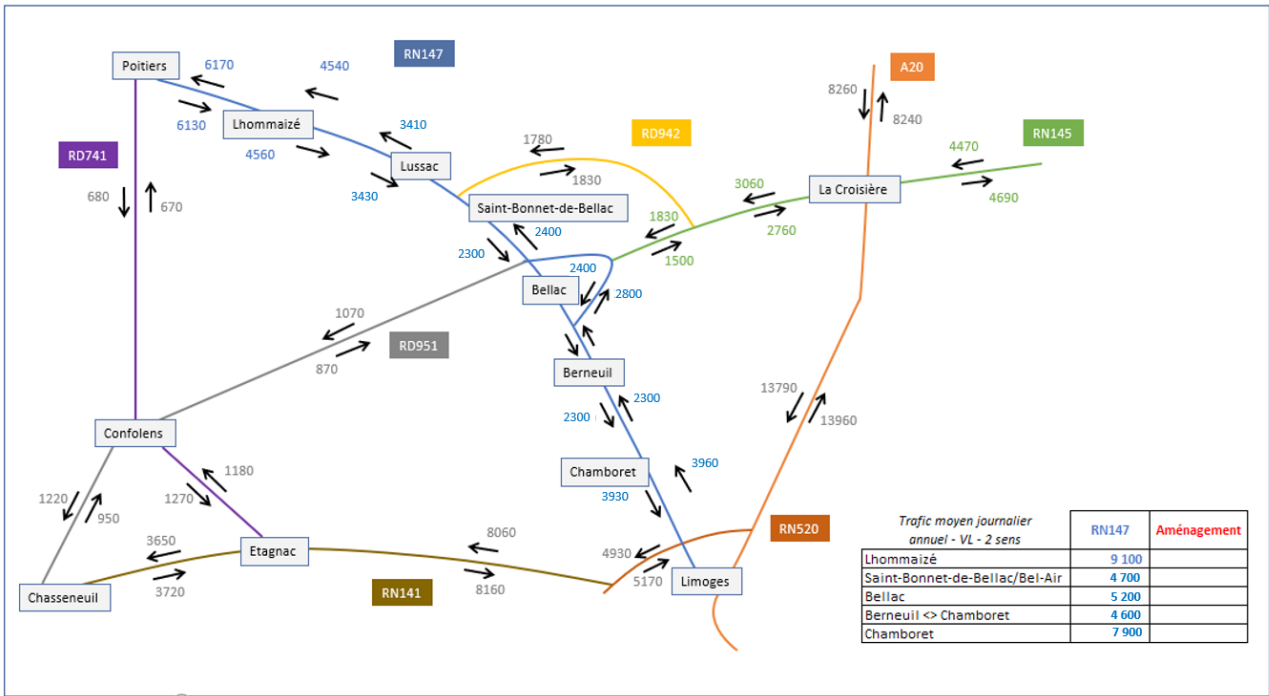 RN147
A20
Poitiers
6170
4540
8260
8240
6130
Lhommaizé
3410
RD942
RN145
4560
1780
4470
RD741
Lussac
1830
3060
La Croisière
680
670
3430
4690
Saint-Bonnet-de-Bellac
1830
2760
2400
2300
2400
1500
Bellac
2800
1070
RD951
870
Berneuil
13790
2300
2300
13960
Confolens
1180
Chamboret
3960
1220
1270
3930
950
3650
8060
RN520
4930
Etagnac
3720
RN141
8160
5170
Limoges
Chasseneuil
Trafic moyen journalier
annuel - VL - 2 sens
RN147
Aménagement
Lhommaizé 9 100
Saint-Bonnet-de-Bellac/Bel-Air 4 700
Bellac 5 200
Berneuil <> Chamboret 4 600
Chamboret 7 900